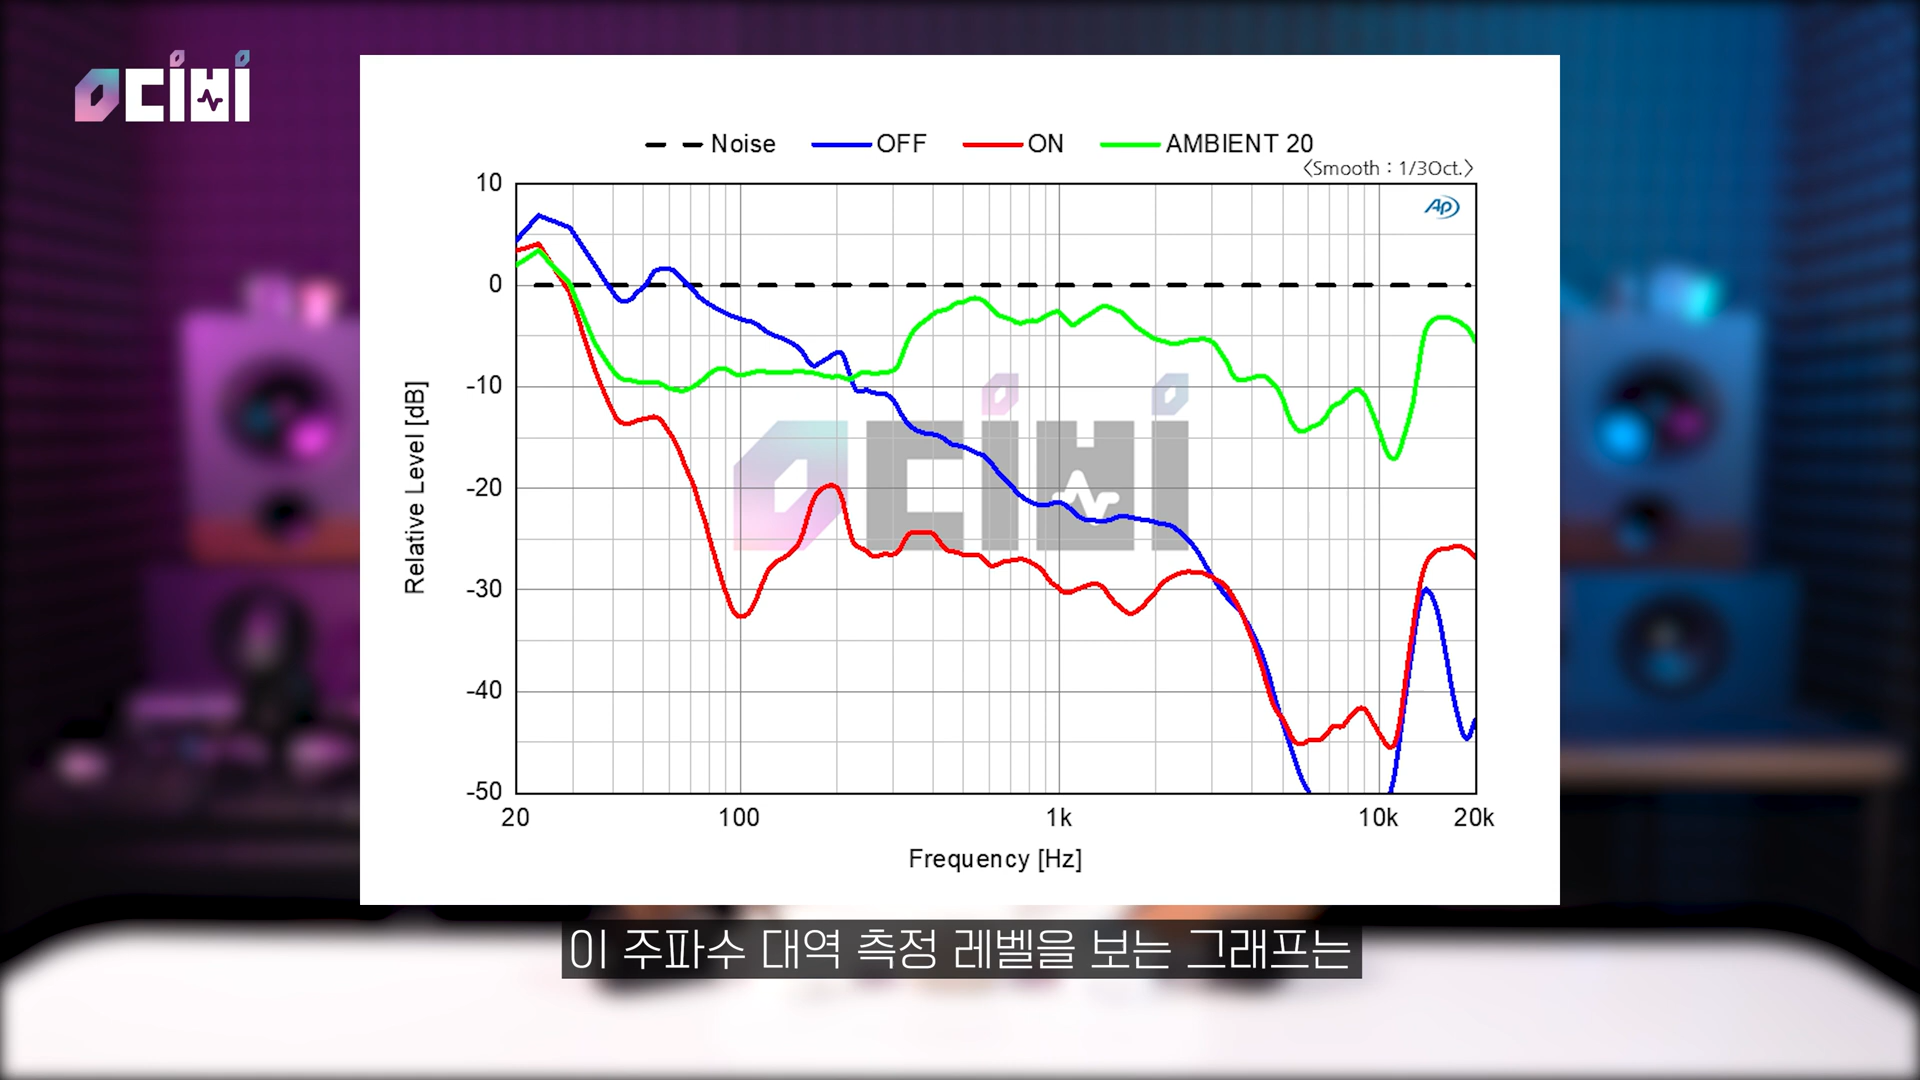 Noise OFF ON AMBIENT 20
<Smooth : 1/3Oct.>
AP
10
0
-10
-20
-30
-40
-50
Relative Level [dB]
20 100 1k 10k 20k
Frequency [Hz]
이 주파수 대역 측정 레벨을 보는 그래프는